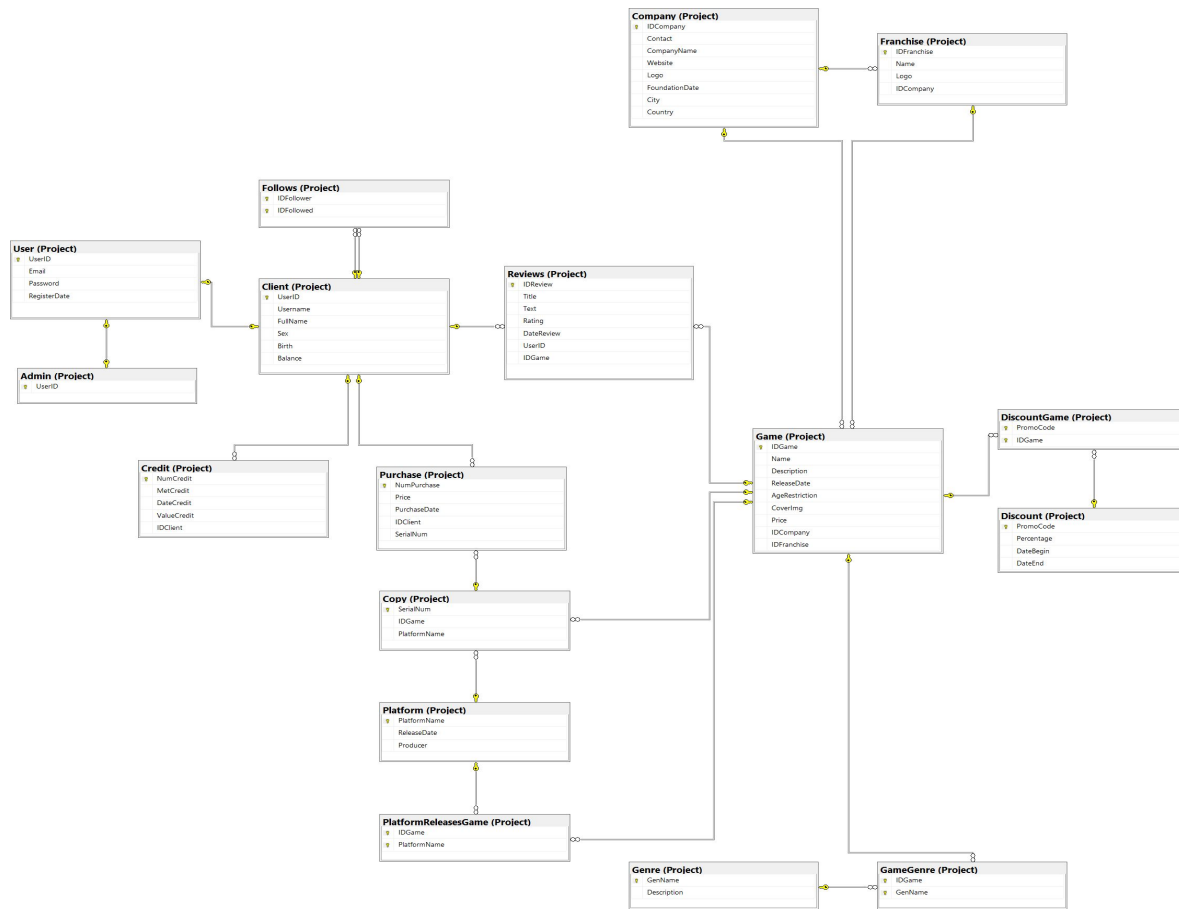 Company (Project)
IDCompany
Contact
CompanyName
Website
Logo
FoundationDate
City
Country
Franchise (Project)
IDFranchise
Name
Logo
IDCompany
Follows (Project)
IDFollower
IDFollowed
User (Project)
UserID
Email
Password
RegisterDate
Client (Project)
UserID
Username
FullName
Sex
Birth
Balance
Reviews (Project)
IDReview
Title
Text
Rating
DateReview
UserID
IDGame
Admin (Project)
UserID
Credit (Project)
NumCredit
MetCredit
DateCredit
ValueCredit
IDClient
Purchase (Project)
NumPurchase
Price
PurchaseDate
IDClient
SerialNum
Game (Project)
IDGame
Name
Description
ReleaseDate
AgeRestriction
CoverImg
Price
IDCompany
IDFranchise
DiscountGame (Project)
PromoCode
IDGame
Discount (Project)
PromoCode
Percentage
DateBegin
DateEnd
Copy (Project)
SerialNum
IDGame
PlatformName
Platform (Project)
PlatformName
ReleaseDate
Producer
PlatformReleasesGame (Project)
IDGame
PlatformName
Genre (Project)
GenName
Description
GameGenre (Project)
IDGame
GenName